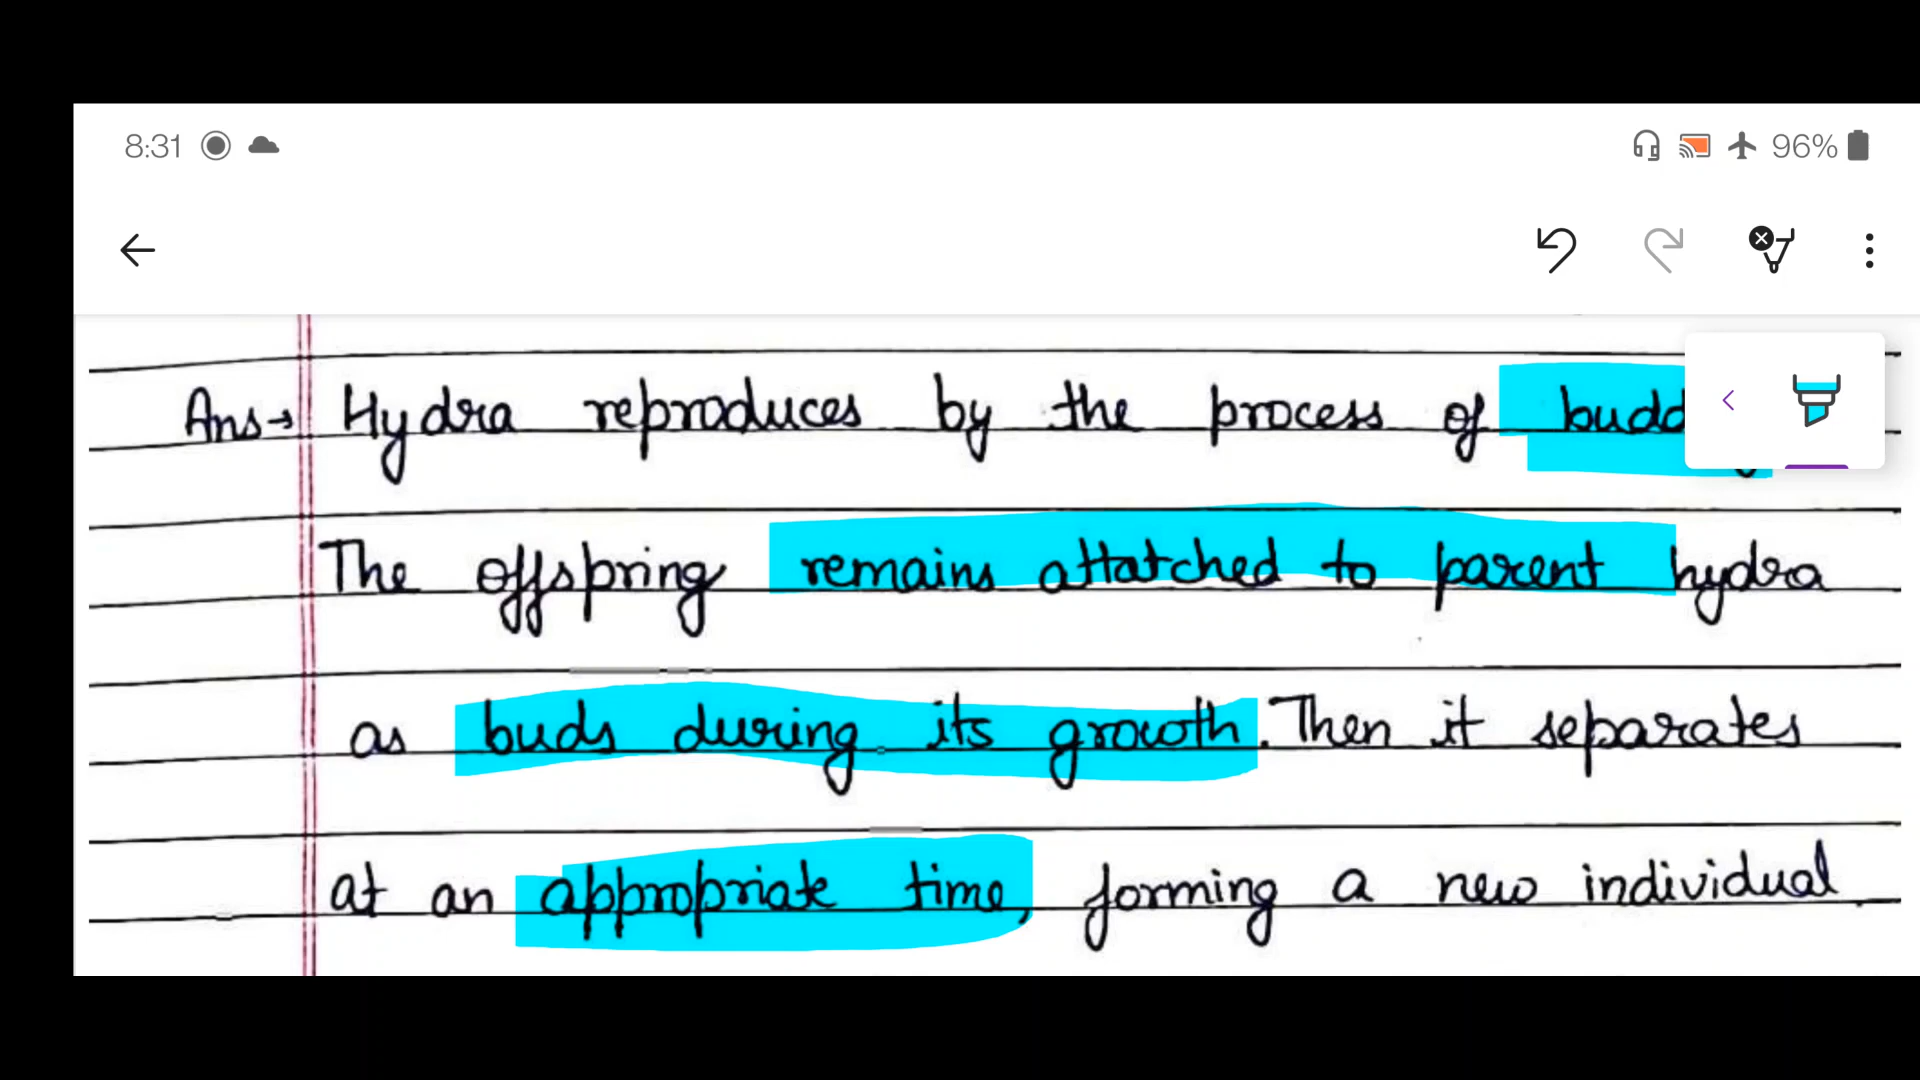 8:31
96%
Ans→ Hydra reproduces by the process of budd
The offspring remains attatched to parent hydra
as buds during its growth. Then it separates
at an appropriate time, forming a new individual.